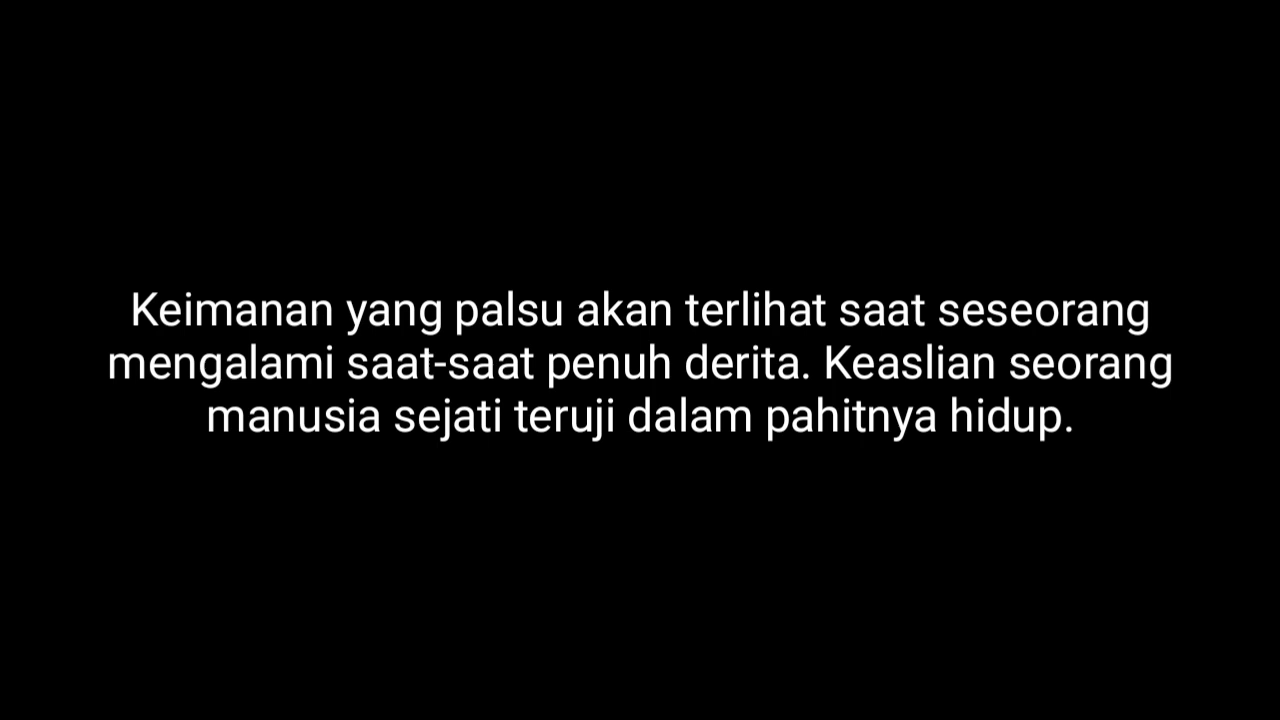 Keimanan yang palsu akan terlihat saat seseorang
mengalami saat-saat penuh derita. Keaslian seorang
manusia sejati teruji dalam pahitnya hidup.